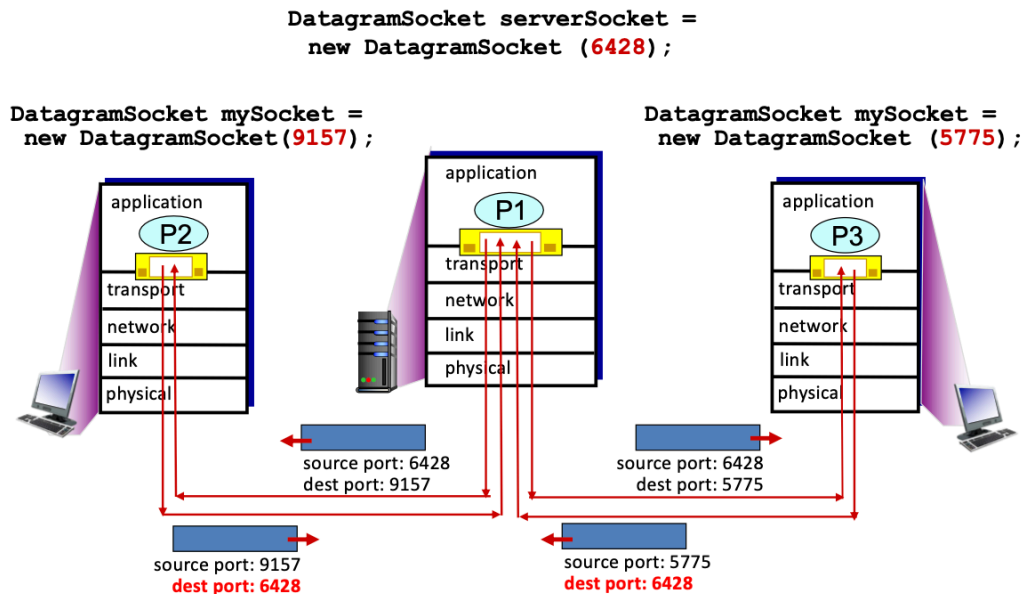 DatagramSocket serverSocket =
new DatagramSocket (6428);
DatagramSocket mySocket =
new DatagramSocket(9157);
DatagramSocket mySocket =
new DatagramSocket (5775);
application
P2
transport
network
link
physical
application
P1
transport
network
link
physical
application
P3
transport
network
link
physical
source port: 6428
dest port: 9157
source port: 6428
dest port: 5775
source port: 9157
dest port: 6428
source port: 5775
dest port: 6428